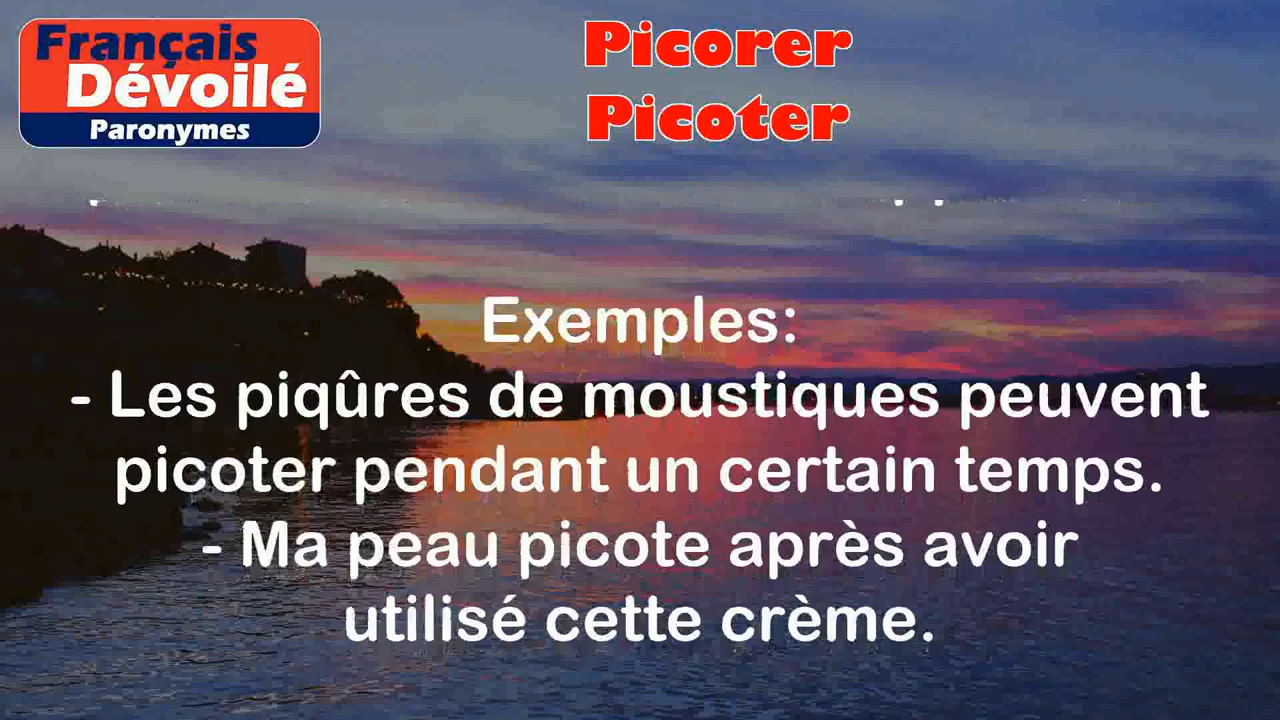 Français
Dévoilé
Paronymes
Picorer
Picoter
Exemples:
- Les piqûres de moustiques peuvent
picoter pendant un certain temps.
- Ma peau picote après avoir
utilisé cette crème.